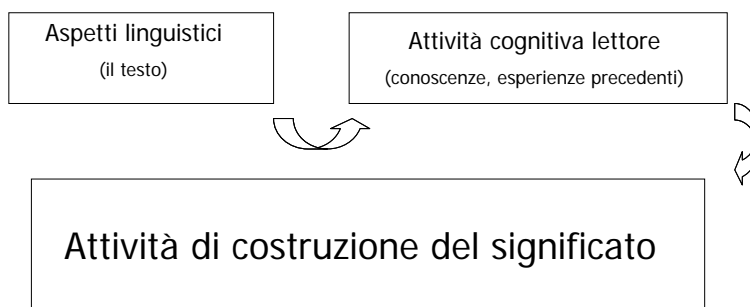 Aspetti linguistici
(il testo)
Attività cognitiva lettore
(conoscenze, esperienze precedenti)
Attività di costruzione del significato